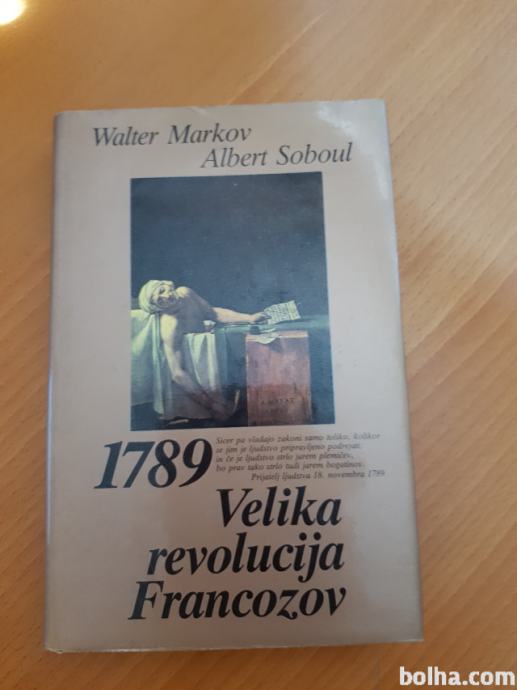 Walter Markov
Albert Soboul
A MARAT
1789
Sicer pa vladajo zakoni samo toliko, kolikor
se jim je ljudstvo pripravljeno podrejat:
in če je ljudstvo strlo jarem plemičev,
bo prav tako strlo tudi jarem bogatinov.
Prijatelj ljudstva 18. novembra 1789
Velika
revolucija
Francozov
bolha.com